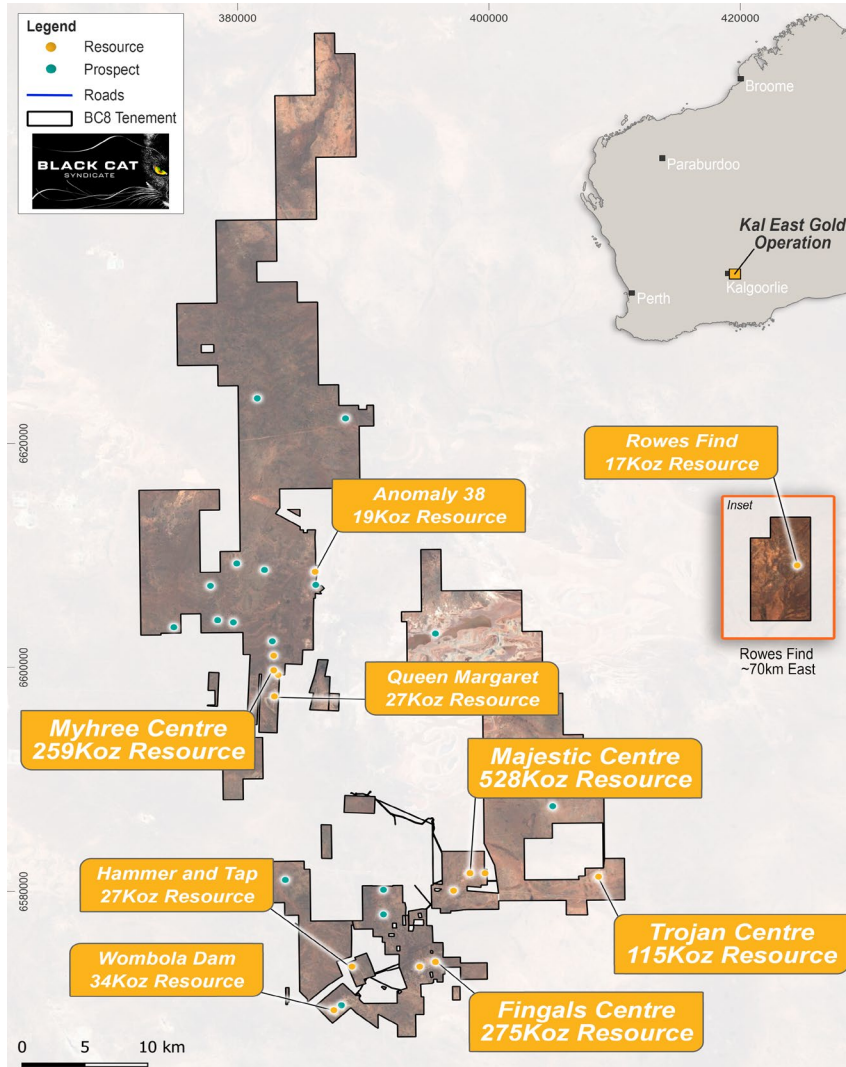 380000
400000
420000
Legend
Resource
Prospect
Roads
BC8 Tenement
BLACK CAT
SYNDICATE
Broome
Paraburdoo
Kal East Gold
Operation
Kalgoorlie
Perth
6620000
6600000
6580000
Rowes Find
17Koz Resource
Anomaly 38
19Koz Resource
Inset
Rowes Find
~70km East
Queen Margaret
27Koz Resource
Myhree Centre
259Koz Resource
Majestic Centre
528Koz Resource
Hammer and Tap
27Koz Resource
Wombola Dam
34Koz Resource
Trojan Centre
115Koz Resource
Fingals Centre
275Koz Resource
0 5 10 km